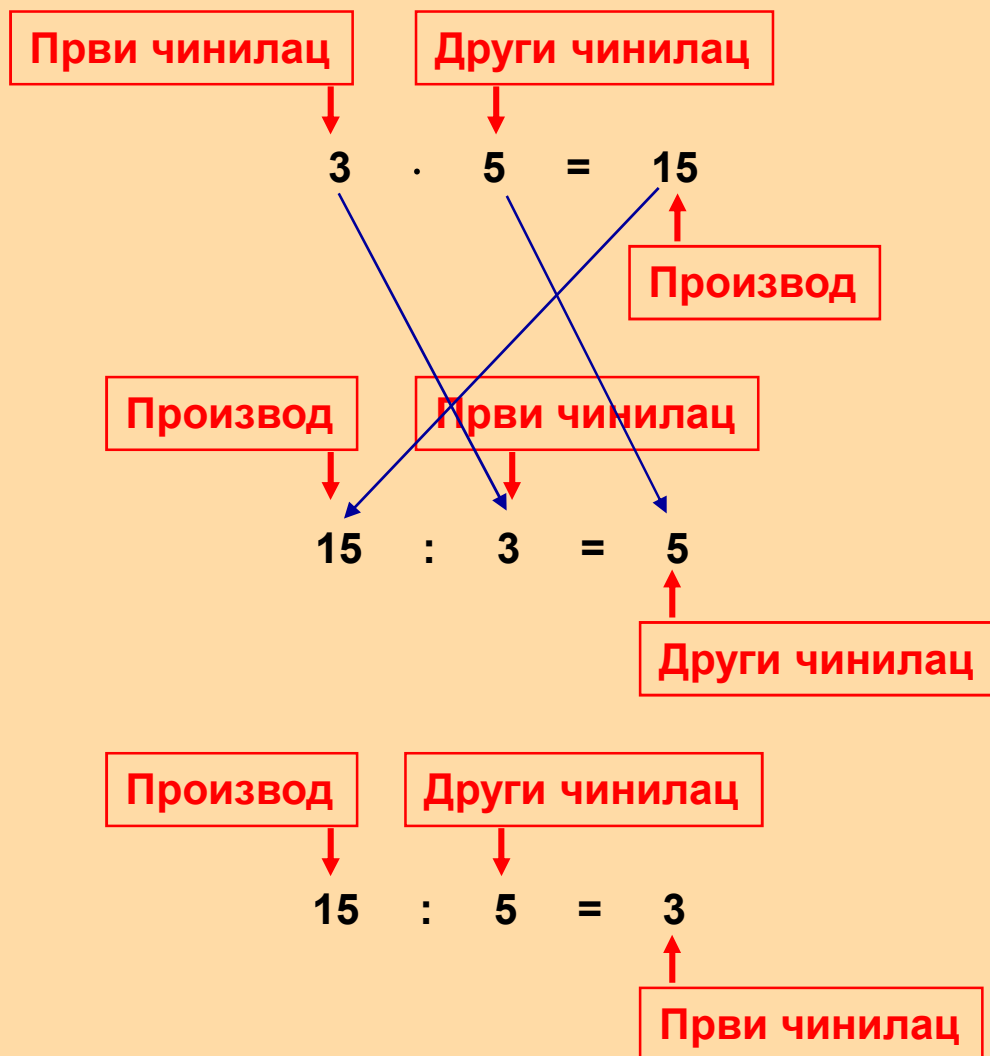 Први чинилац Други чинилац
3 · 5 = 15
Производ
Производ Први чинилац
15 : 3 = 5
Други чинилац
Производ Други чинилац
15 : 5 = 3
Први чинилац